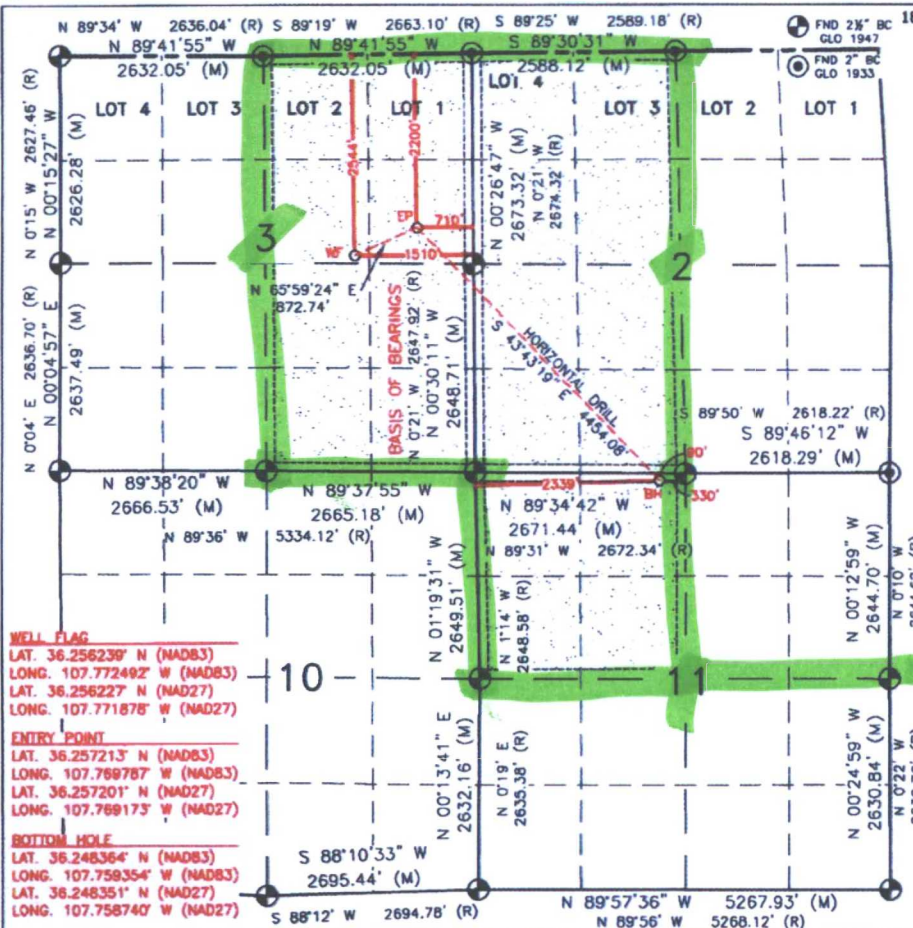 N 89°34' W 2636.04' (R) S 89°19' W 2663.10' (R) S 89°25' W 2589.18' (R)
N 89°41'55" W N 89°41'55" W S 89°30'31" W
2632.05' (M) 2632.05' (M) 2588.12' (M)
FND 2½" BC 18
GLO 1947
FND 2" BC
GLO 1933
LOT 4 LOT 3 LOT 2 LOT 1 LOT 4 LOT 3 LOT 2 LOT 1
N 0°15' W 2627.46' (R)
N 00°15'27" W
2626.28' (M)
2544'
2200'
N 00°26'47" W
2673.32' (M)
N 0°21' W
2674.32' (R)
EP 710'
3
2
1510'
N 65°59'24" E
872.74'
N 0°04' E 2636.70' (R)
N 00°04'57" E
2637.49' (M)
BASIS OF BEARINGS
N 0°21' W 2647.92' (R)
N 00°30'11" W
2648.71' (M)
HORIZONTAL DRILL
S 43°43'19" E 4454.08'
S 89°50' W 2618.22' (R)
S 89°46'12" W
2618.29' (M)
90'
2339'
BH
330'
N 89°38'20" W N 89°37'55" W N 89°34'42" W
2666.53' (M) 2665.18' (M) 2671.44' (M)
N 89°36' W 5334.12' (R) N 89°31' W 2672.34' (R)
N 01°19'31" W
2649.51' (M)
N 1°14' W
2648.58' (R)
N 00°12'59" W
2644.70' (M)
N 0°10' W
WELL FLAG
LAT. 36.256239° N (NAD83)
LONG. 107.772492° W (NAD83)
LAT. 36.256227° N (NAD27)
LONG. 107.771878° W (NAD27)
10
11
ENTRY POINT
LAT. 36.257213° N (NAD83)
LONG. 107.769787° W (NAD83)
LAT. 36.257201° N (NAD27)
LONG. 107.769173° W (NAD27)
N 00°13'41" E
2632.16' (M)
N 0°19' E
2635.38' (R)
N 00°24'59" W
2630.84' (M)
N 0°22' W
BOTTOM HOLE
LAT. 36.248364° N (NAD83)
LONG. 107.759354° W (NAD83)
LAT. 36.248351° N (NAD27)
LONG. 107.758740° W (NAD27)
S 88°10'33" W
2695.44' (M)
S 88°12' W 2694.78' (R)
N 89°57'36" W 5267.93' (M)
N 89°56' W 5268.12' (R)